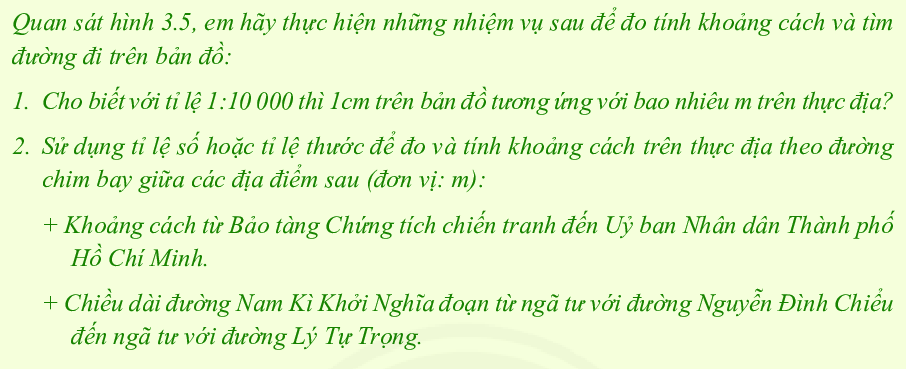 Quan sát hình 3.5, em hãy thực hiện những nhiệm vụ sau để đo tính khoảng cách và tìm
đường đi trên bản đồ:
1. Cho biết với tỉ lệ 1:10 000 thì 1cm trên bản đồ tương ứng với bao nhiêu m trên thực địa?
2. Sử dụng tỉ lệ số hoặc tỉ lệ thước để đo và tính khoảng cách trên thực địa theo đường
chim bay giữa các địa điểm sau (đơn vị: m):
+ Khoảng cách từ Bảo tàng Chứng tích chiến tranh đến Uỷ ban Nhân dân Thành phố
Hồ Chí Minh.
+ Chiều dài đường Nam Kì Khởi Nghĩa đoạn từ ngã tư với đường Nguyễn Đình Chiểu
đến ngã tư với đường Lý Tự Trọng.